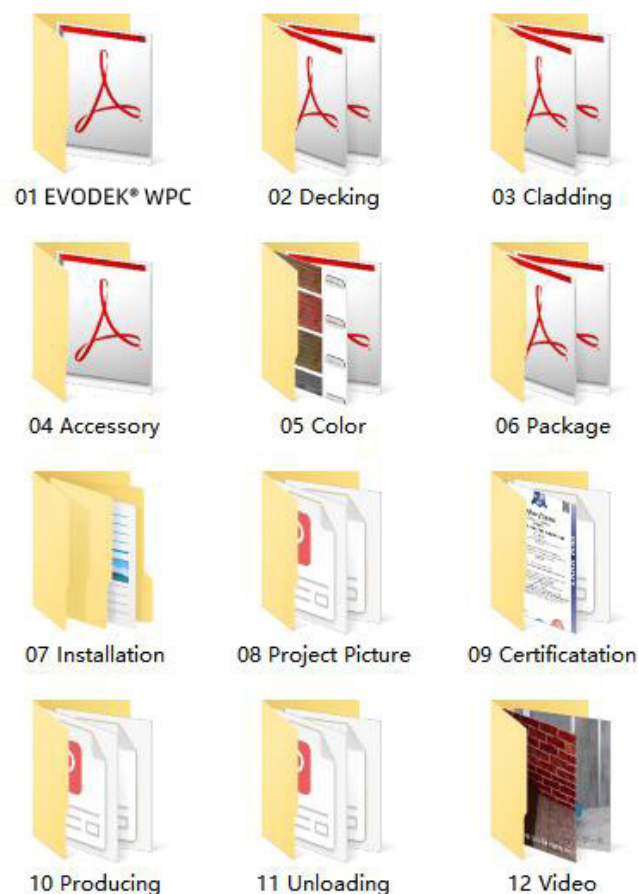 01 EVODEK® WPC
02 Decking
03 Cladding
04 Accessory
05 Color
06 Package
07 Installation
08 Project Picture
09 Certificatation
10 Producing
11 Unloading
12 Video